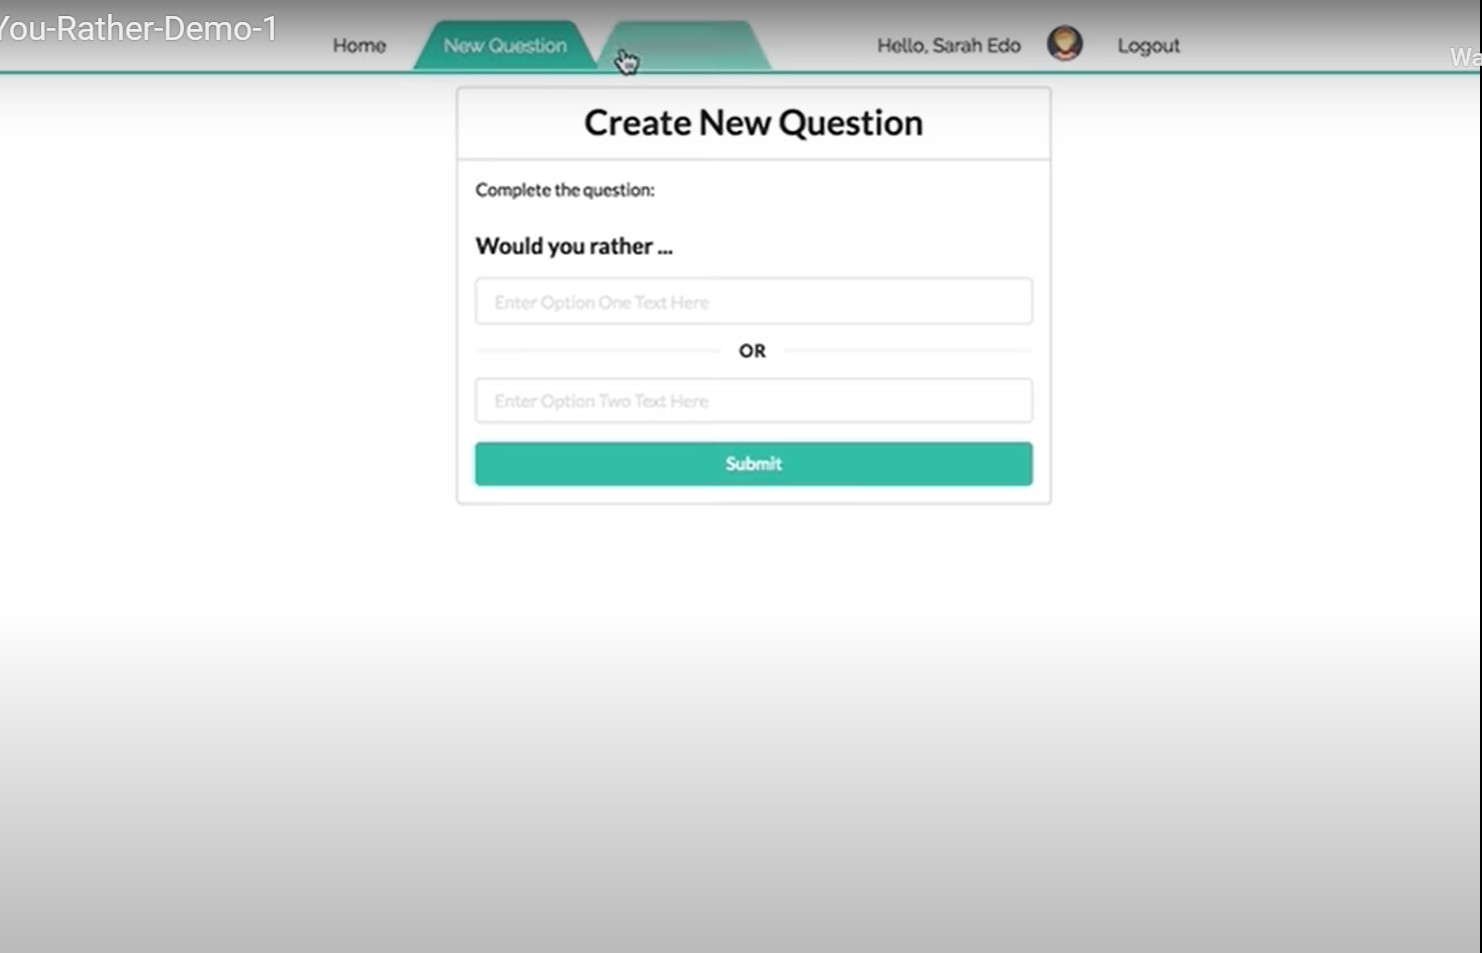 You-Rather-Demo-1
Home New Question Hello, Sarah Edo Logout
Wa
Create New Question
Complete the question:
Would you rather ...
Enter Option One Text Here
OR
Enter Option Two Text Here
Submit